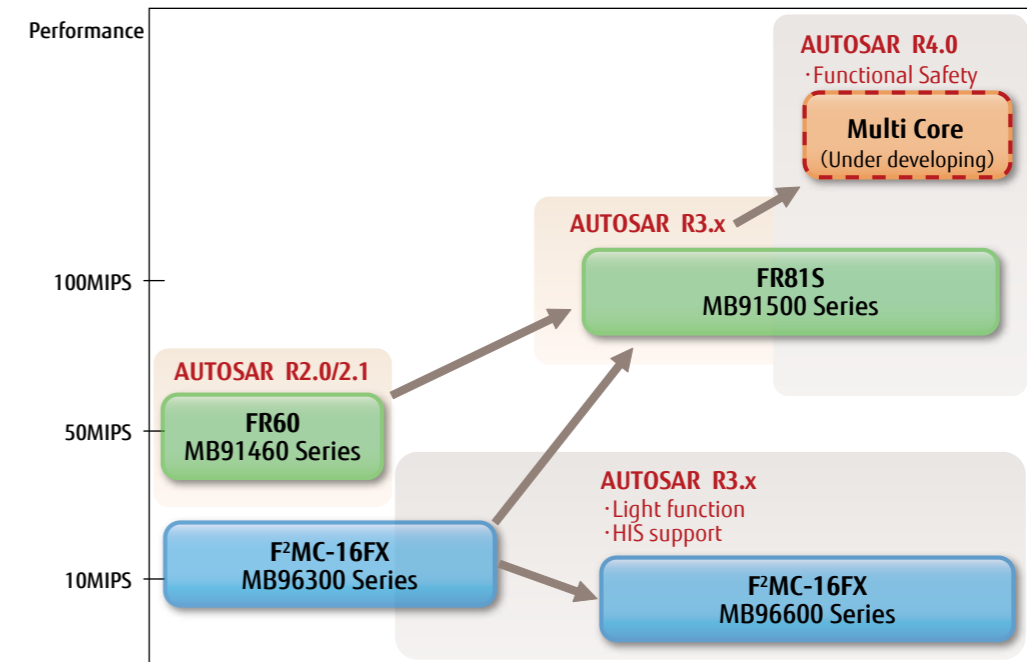 Performance
AUTOSAR R4.0
·Functional Safety
Multi Core
(Under developing)
AUTOSAR R3.x
100MIPS
FR81S
MB91500 Series
AUTOSAR R2.0/2.1
FR60
50MIPS
MB91460 Series
AUTOSAR R3.x
·Light function
·HIS support
F²MC-16FX
MB96300 Series
10MIPS
F²MC-16FX
MB96600 Series